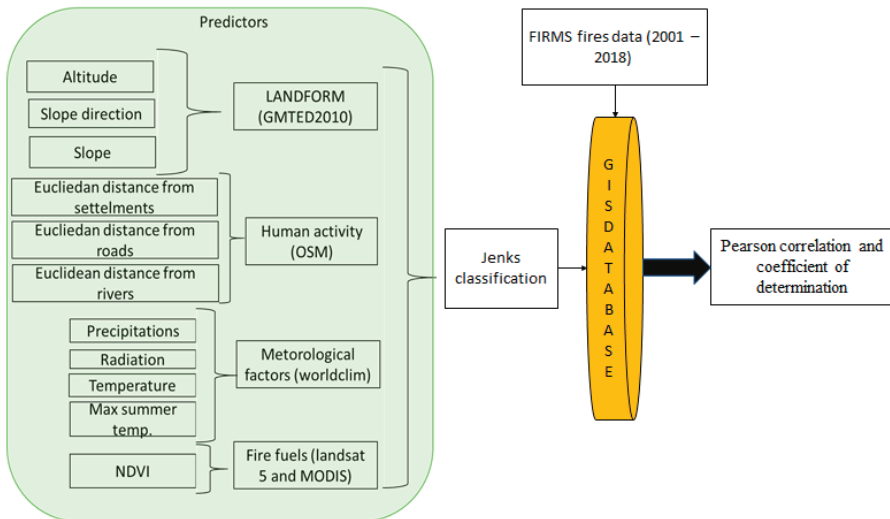 Predictors
Altitude
Slope direction
Slope
LANDFORM
(GMTED2010)
Eucliedan distance from
settelments
Eucliedan distance from
roads
Euclidean distance from
rivers
Human activity
(OSM)
Precipitations
Radiation
Temperature
Max summer
temp.
Metorological
factors (worldclim)
NDVI
Fire fuels (landsat
5 and MODIS)
Jenks
classification
FIRMS fires data (2001 –
2018)
GISDATABASE
Pearson correlation and
coefficient of
determination